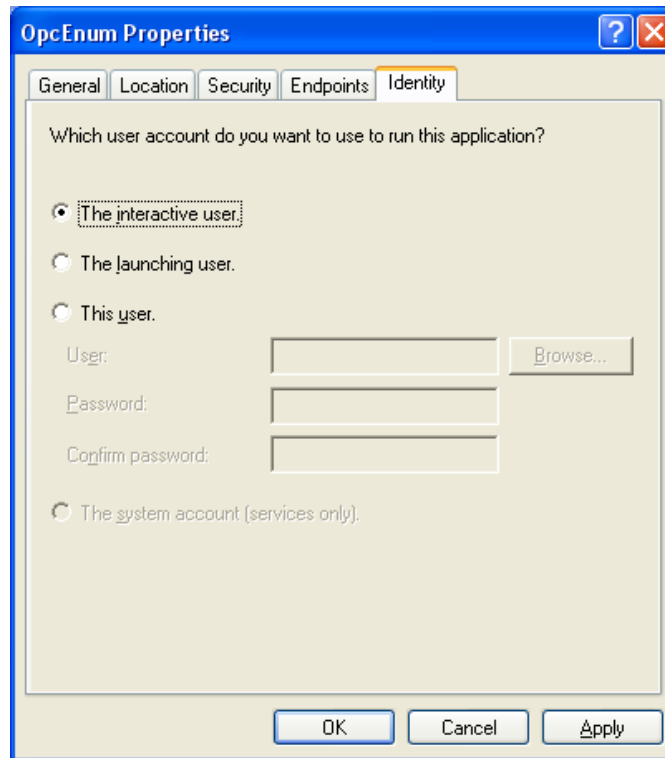 OpcEnum Properties
General Location Security Endpoints Identity
Which user account do you want to use to run this application?
The interactive user.
The launching user.
This user.
User: Browse...
Password:
Confirm password:
The system account (services only).
OK Cancel Apply